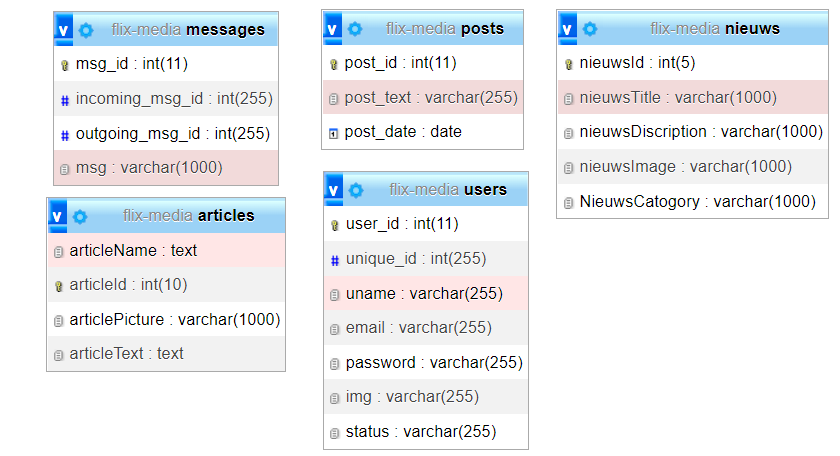 v flix-media messages
msg_id : int(11)
incoming_msg_id : int(255)
outgoing_msg_id : int(255)
msg : varchar(1000)
v flix-media articles
articleName : text
articleId : int(10)
articlePicture : varchar(1000)
articleText : text
v flix-media posts
post_id : int(11)
post_text : varchar(255)
post_date : date
v flix-media users
user_id : int(11)
unique_id : int(255)
uname : varchar(255)
email : varchar(255)
password : varchar(255)
img : varchar(255)
status : varchar(255)
v flix-media nieuws
nieuwsId : int(5)
nieuwsTitle : varchar(1000)
nieuwsDiscription : varchar(1000)
nieuwsImage : varchar(1000)
NieuwsCatogory : varchar(1000)